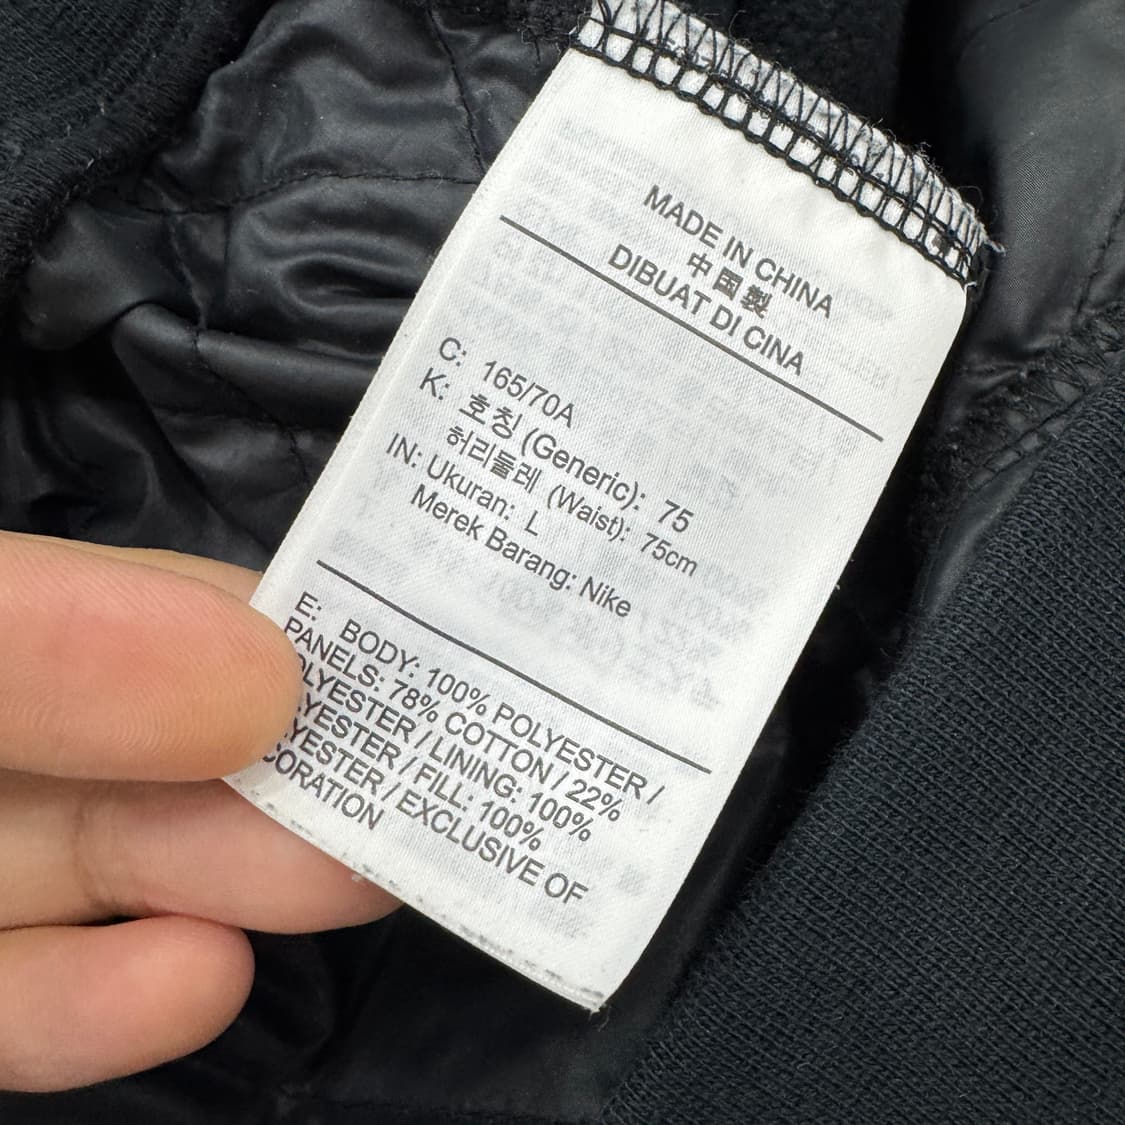 MADE IN CHINA
中国製
DIBUAT DI CINA
C: 165/70A
K: 호칭 (Generic): 75
허리둘레 (Waist): 75cm
IN: Ukuran: L
Merek Barang: Nike
E: BODY: 100% POLYESTER /
PANELS: 78% COTTON / 22%
OLYESTER / LINING: 100%
YESTER / FILL: 100%
YESTER / EXCLUSIVE OF
CORATION